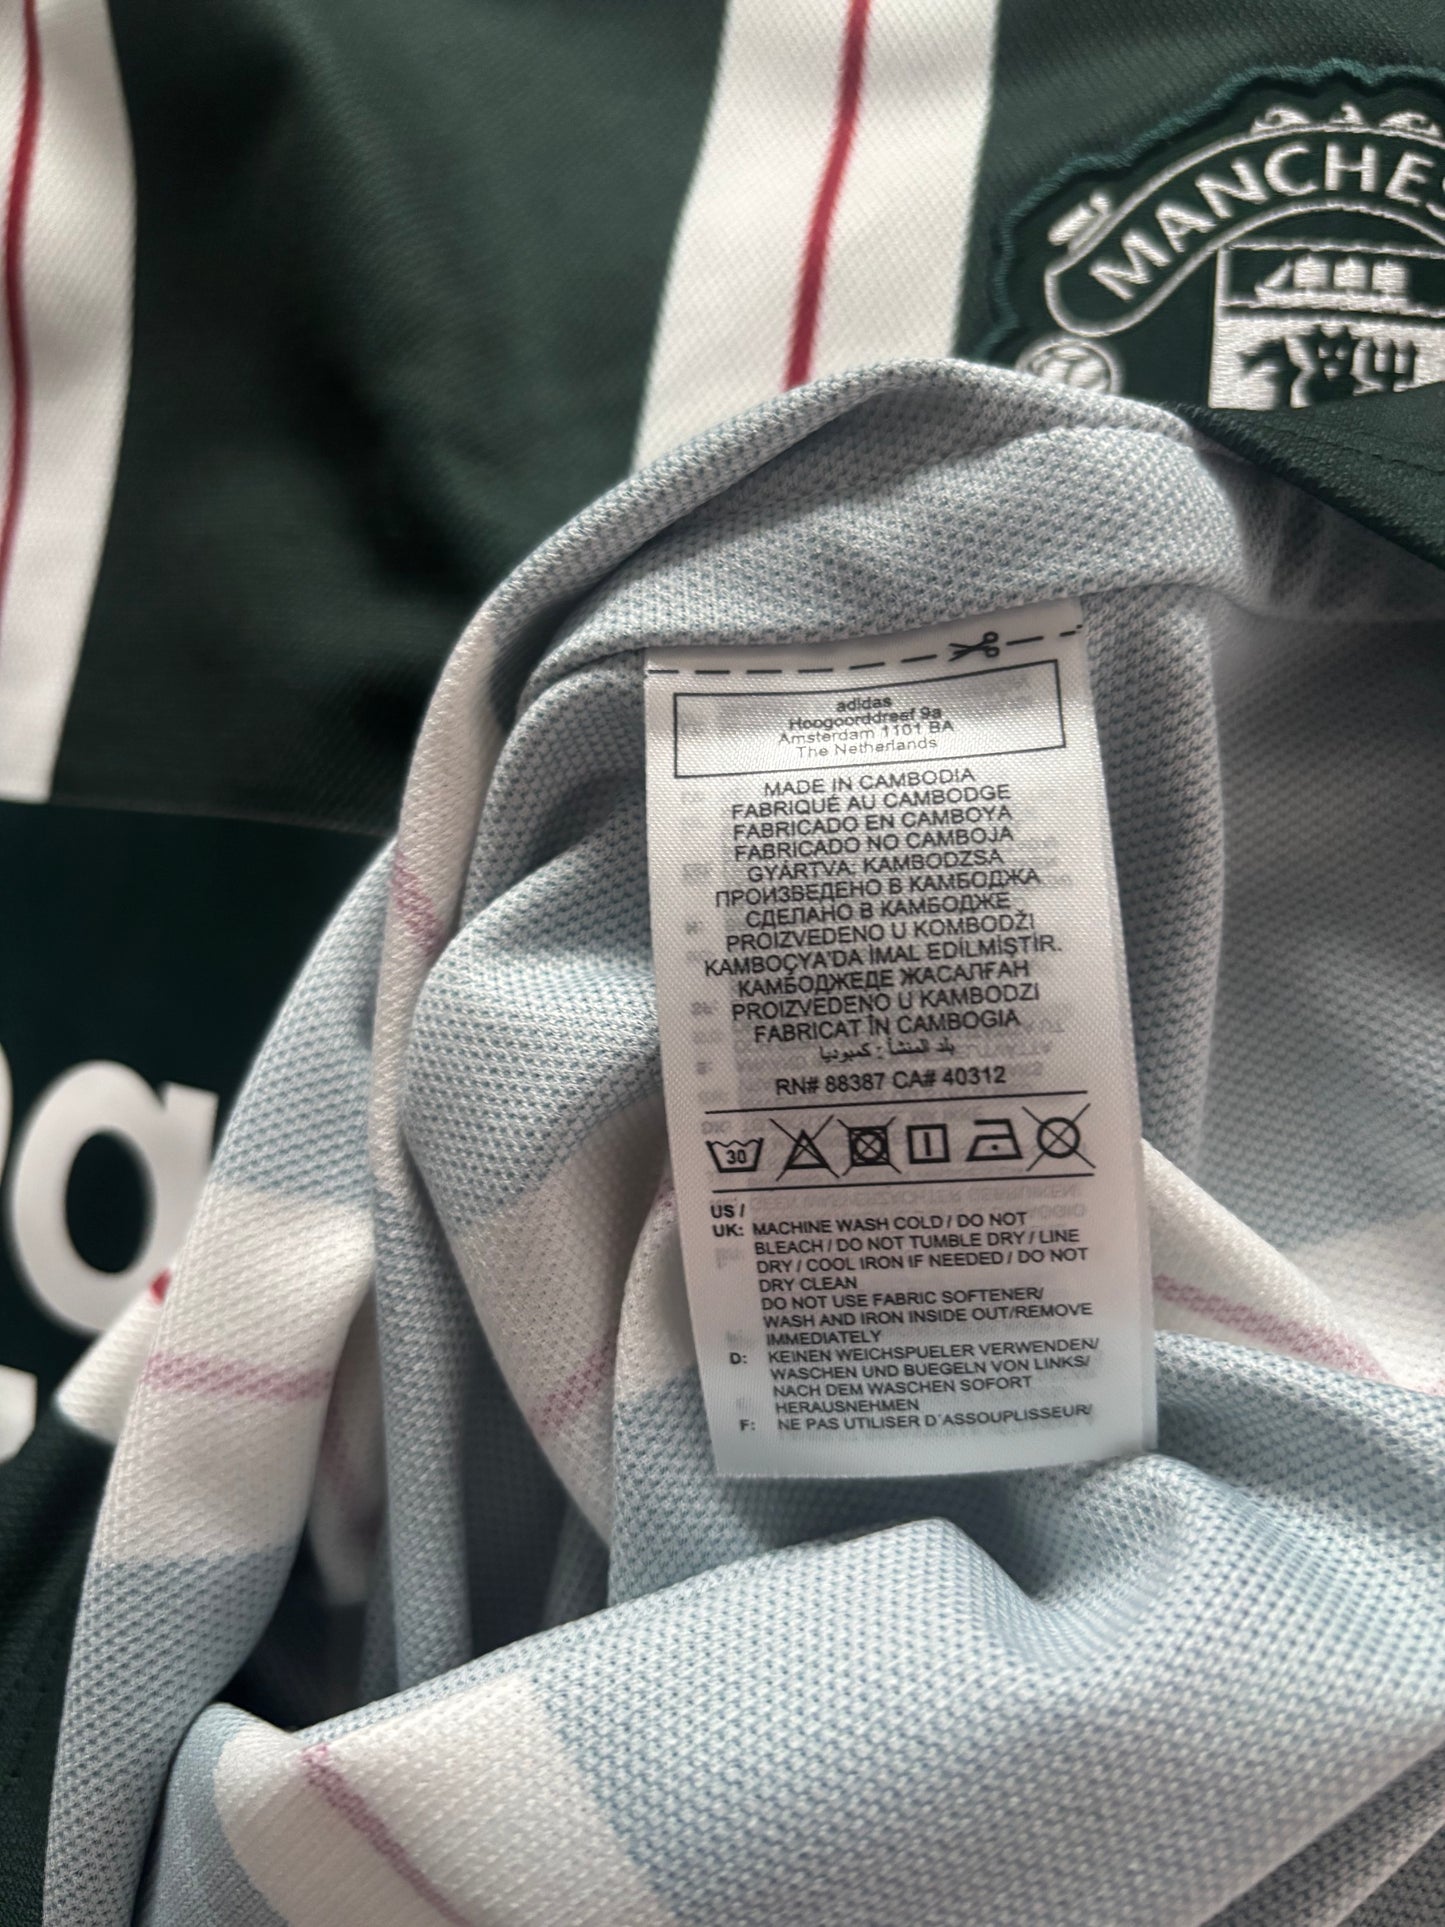 MANCHES
adidas
Hoogoorddreef 9a
Amsterdam 1101 BA
The Netherlands
MADE IN CAMBODIA
FABRIQUÉ AU CAMBODGE
FABRICADO EN CAMBOYA
FABRICADO NO CAMBOJA
GYÁRTVA: KAMBODZSA
ПРОИЗВЕДЕНО В КАМБОДЖА
СДЕЛАНО В КАМБОДЖЕ
PROIZVEDENO U KOMBODŽI
KAMBOÇYA'DA İMAL EDİLMİŞTİR.
КАМБОДЖЕДЕ ЖАСАЛҒАН
PROIZVEDENO U KAMBODZI
FABRICAT ÎN CAMBOGIA
بلد المنشأ : كمبوديا
RN# 88387 CA# 40312
30
US /
UK: MACHINE WASH COLD / DO NOT
BLEACH / DO NOT TUMBLE DRY / LINE
DRY / COOL IRON IF NEEDED / DO NOT
DRY CLEAN
DO NOT USE FABRIC SOFTENER/
WASH AND IRON INSIDE OUT/REMOVE
IMMEDIATELY
D: KEINEN WEICHSPUELER VERWENDEN/
WASCHEN UND BUEGELN VON LINKS/
NACH DEM WASCHEN SOFORT
HERAUSNEHMEN
F: NE PAS UTILISER D´ASSOUPLISSEUR/